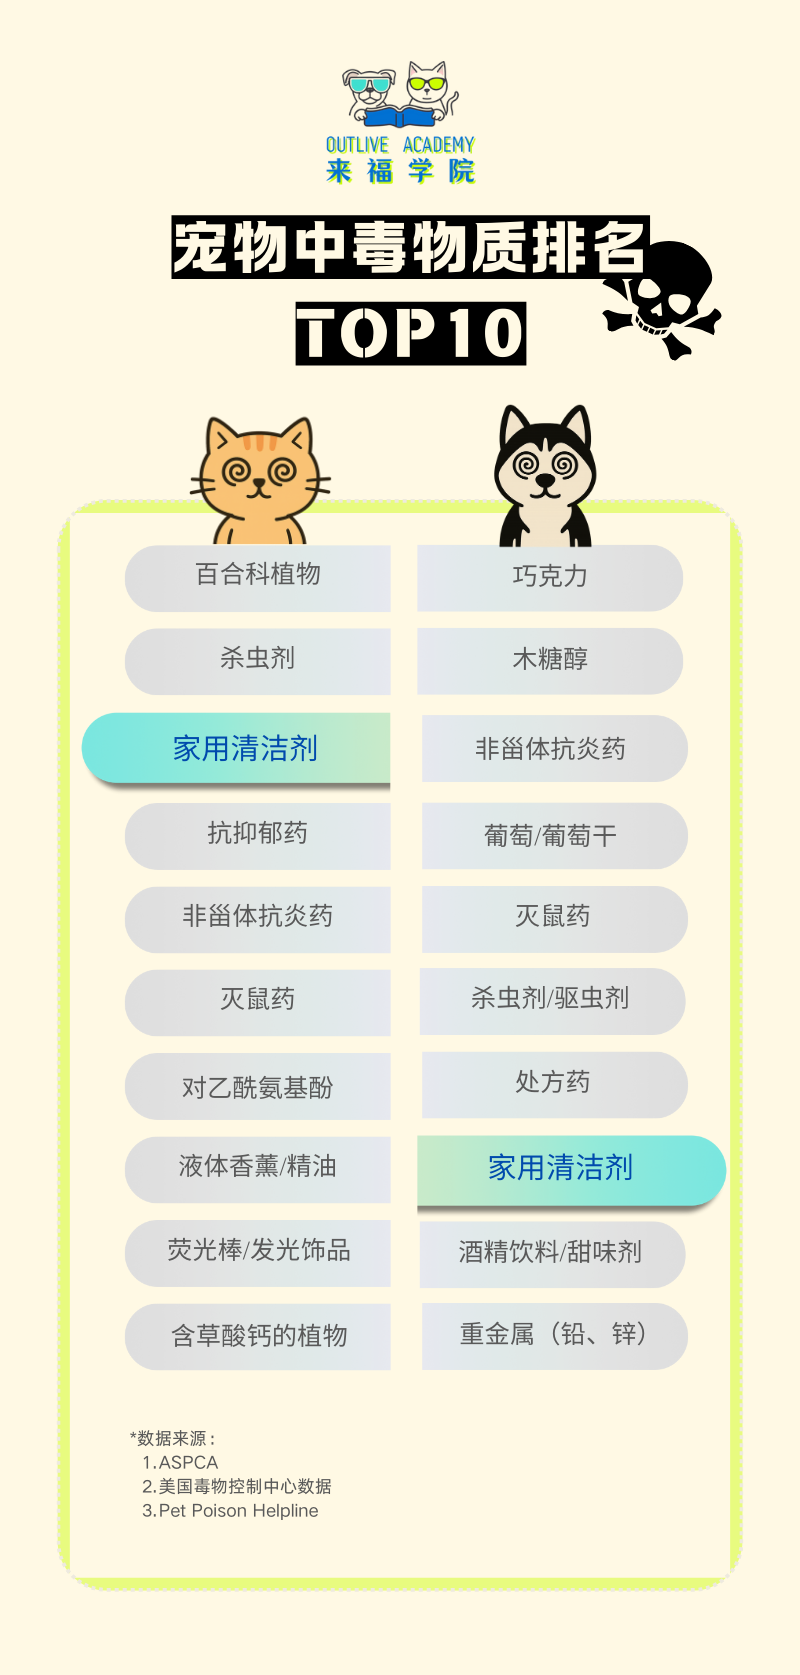 OUTLIVE ACADEMY
来福学院
宠物中毒物质排名
TOP10
百合科植物
巧克力
杀虫剂
木糖醇
家用清洁剂
非甾体抗炎药
抗抑郁药
葡萄/葡萄干
非甾体抗炎药
灭鼠药
灭鼠药
杀虫剂/驱虫剂
对乙酰氨基酚
处方药
液体香薰/精油
家用清洁剂
荧光棒/发光饰品
酒精饮料/甜味剂
含草酸钙的植物
重金属（铅、锌）
*数据来源：
1.ASPCA
2.美国毒物控制中心数据
3.Pet Poison Helpline